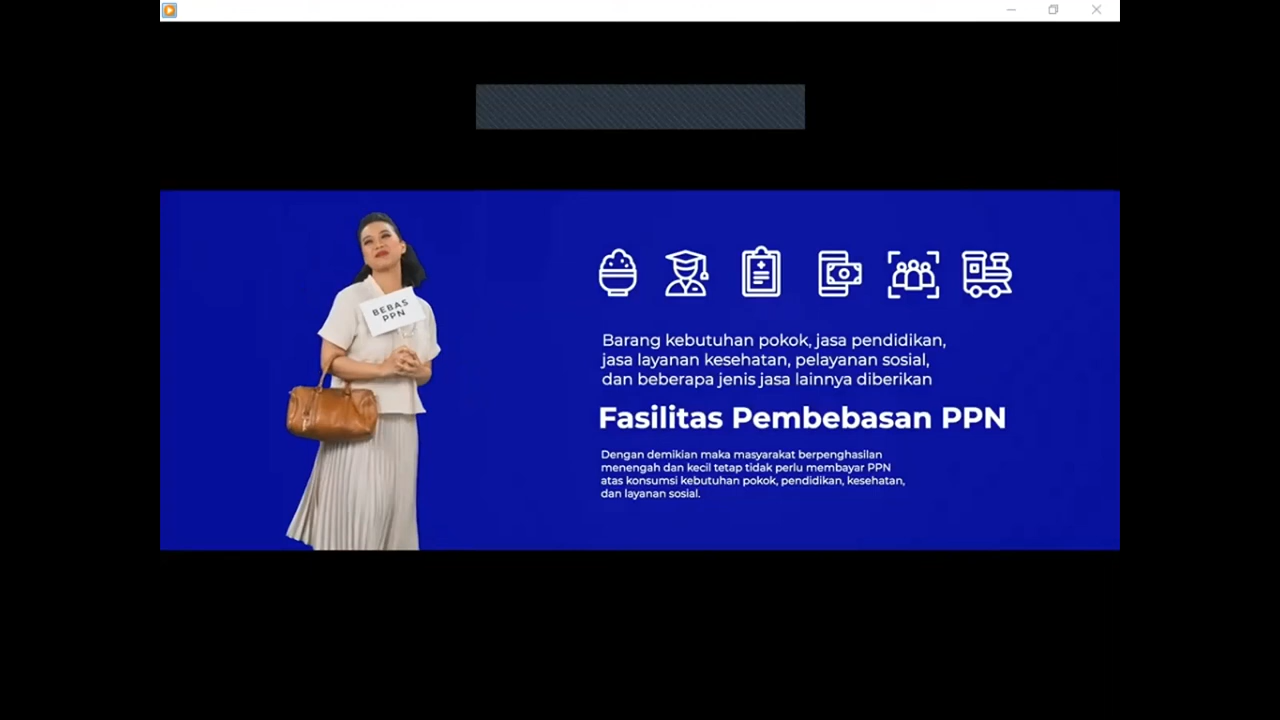 BEBAS
PPN
Barang kebutuhan pokok, jasa pendidikan,
jasa layanan kesehatan, pelayanan sosial,
dan beberapa jenis jasa lainnya diberikan
Fasilitas Pembebasan PPN
Dengan demikian maka masyarakat berpenghasilan
menengah dan kecil tetap tidak perlu membayar PPN
atas konsumsi kebutuhan pokok, pendidikan, kesehatan,
dan layanan sosial.